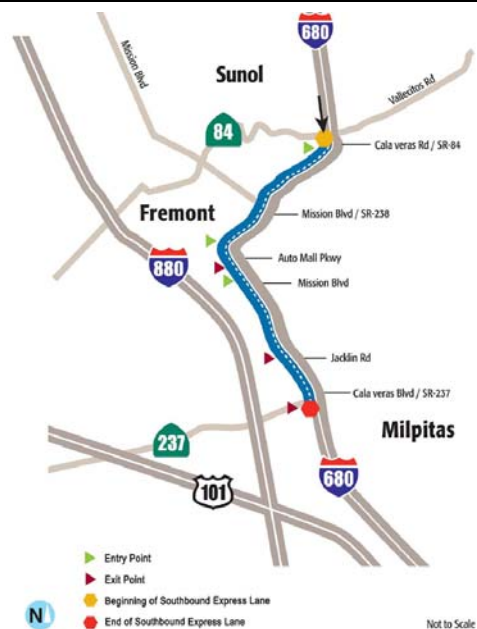 680
Sunol
Mission Blvd
Vallecitos Rd
84
Cala veras Rd / SR-84
Fremont
Mission Blvd / SR-238
880
Auto Mall Pkwy
Mission Blvd
Jacklin Rd
Cala veras Blvd / SR-237
Milpitas
237
680
101
Entry Point
Exit Point
Beginning of Southbound Express Lane
End of Southbound Express Lane
N
Not to Scale